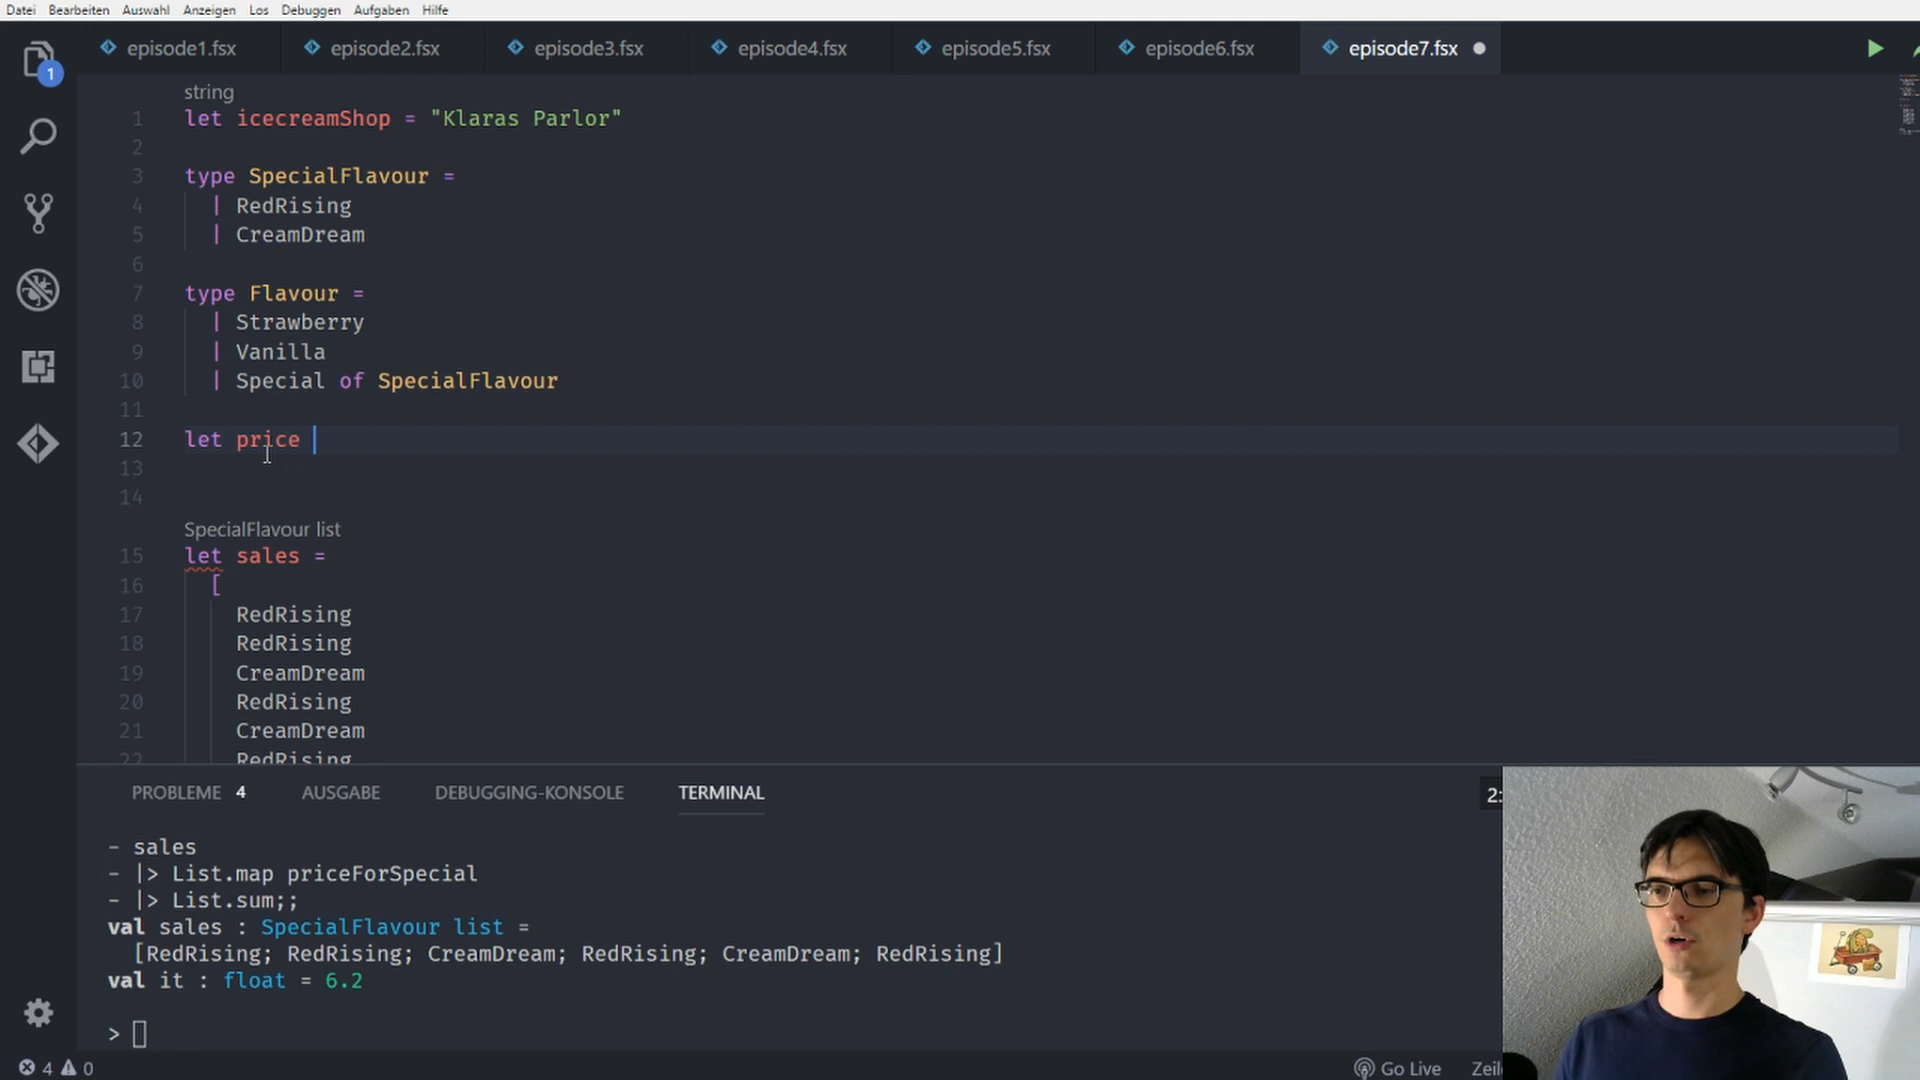 Datei Bearbeiten Auswahl Anzeigen Los Debuggen Aufgaben Hilfe
episode1.fsx episode2.fsx episode3.fsx episode4.fsx episode5.fsx episode6.fsx episode7.fsx
1
string
1 let icecreamShop = "Klaras Parlor"
2
3 type SpecialFlavour =
4 | RedRising
5 | CreamDream
6
7 type Flavour =
8 | Strawberry
9 | Vanilla
10 | Special of SpecialFlavour
11
12 let price
13
14
SpecialFlavour list
15 let sales =
16 [
17 RedRising
18 RedRising
19 CreamDream
20 RedRising
21 CreamDream
22 RedRising
PROBLEME 4 AUSGABE DEBUGGING-KONSOLE TERMINAL 2:
- sales
- |> List.map priceForSpecial
- |> List.sum;;
val sales : SpecialFlavour list =
[RedRising; RedRising; CreamDream; RedRising; CreamDream; RedRising]
val it : float = 6.2
>
4 0 Go Live Zeil